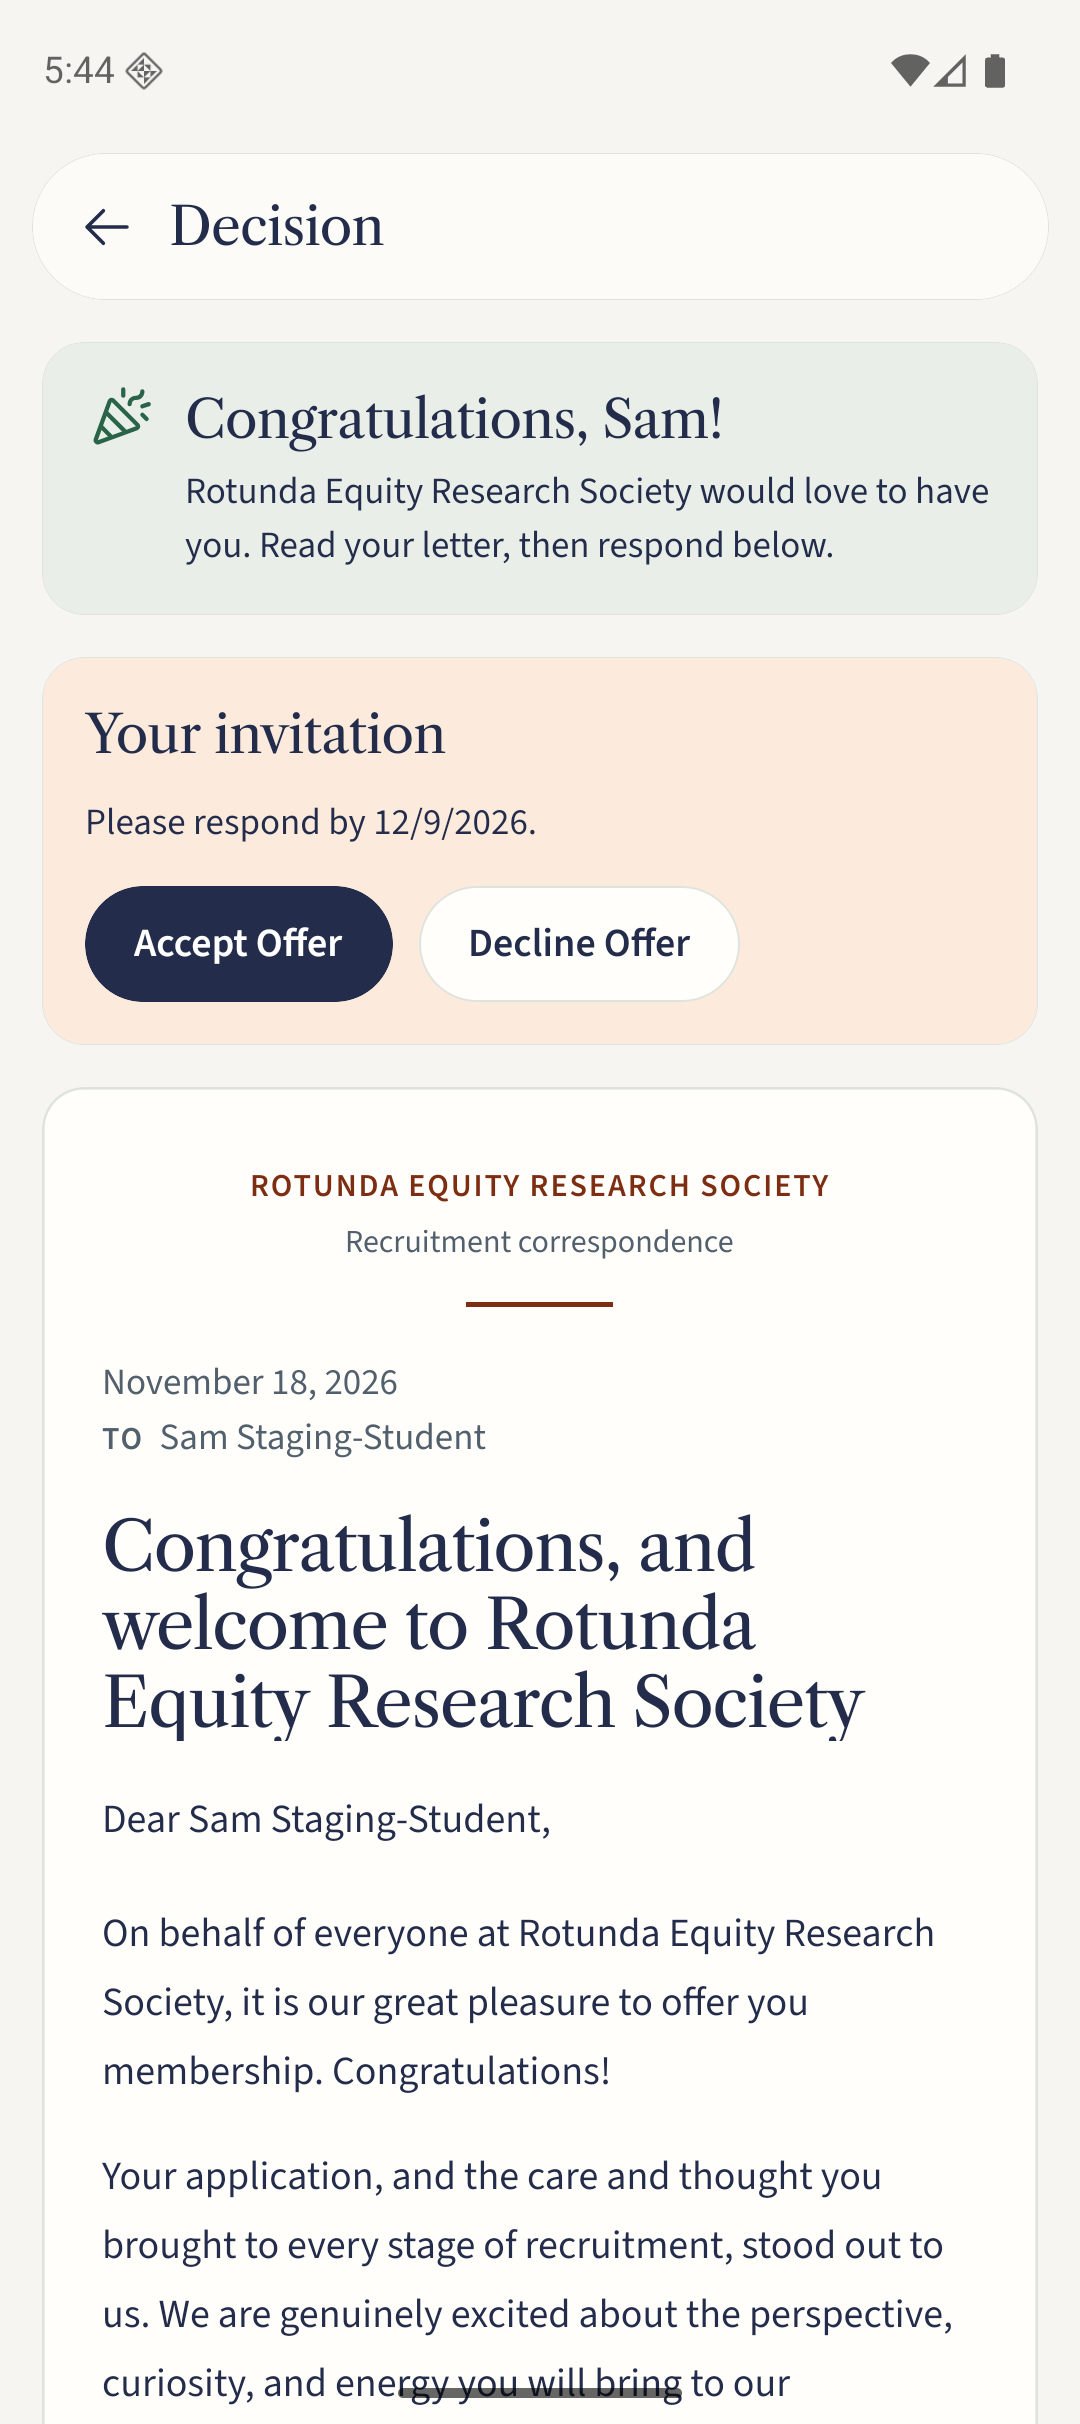 5:44
Decision
Congratulations, Sam!
Rotunda Equity Research Society would love to have
you. Read your letter, then respond below.
Your invitation
Please respond by 12/9/2026.
Accept Offer
Decline Offer
ROTUNDA EQUITY RESEARCH SOCIETY
Recruitment correspondence
November 18, 2026
TO Sam Staging-Student
Congratulations, and
welcome to Rotunda
Equity Research Society
Dear Sam Staging-Student,
On behalf of everyone at Rotunda Equity Research
Society, it is our great pleasure to offer you
membership. Congratulations!
Your application, and the care and thought you
brought to every stage of recruitment, stood out to
us. We are genuinely excited about the perspective,
curiosity, and energy you will bring to our